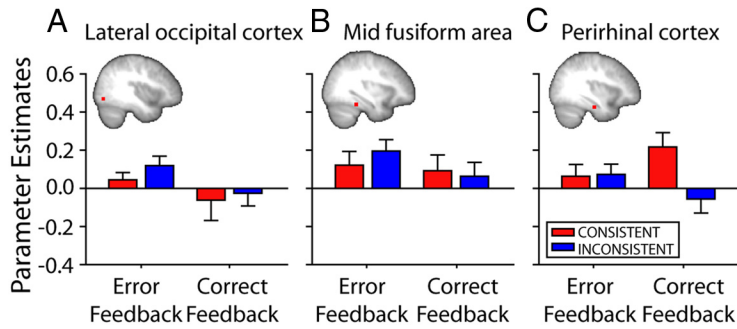 A Lateral occipital cortex
B Mid fusiform area
C Perirhinal cortex
Parameter Estimates
0.6
0.4
0.2
0.0
-0.2
-0.4
CONSISTENT
INCONSISTENT
Error Correct Error Correct Error Correct
Feedback Feedback Feedback Feedback Feedback Feedback